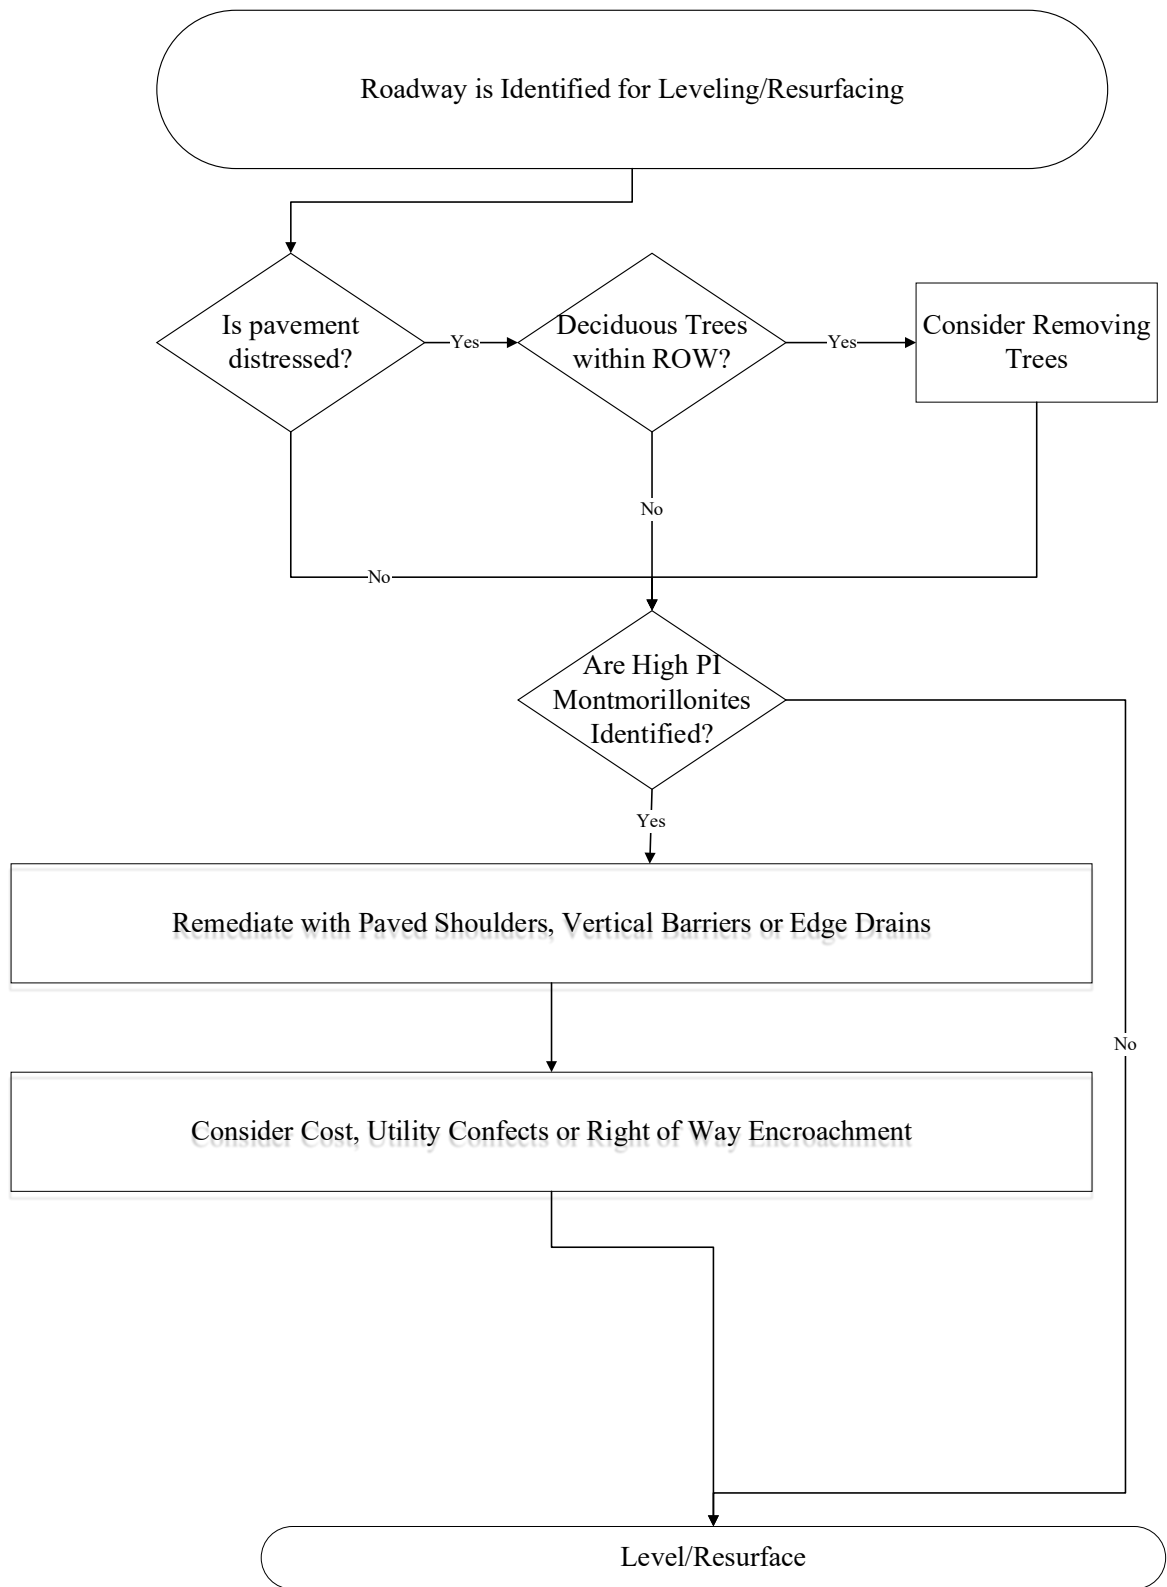 Roadway is Identified for Leveling/Resurfacing
Is pavement
distressed?
Yes
Deciduous Trees
within ROW?
Yes
Consider Removing
Trees
No
No
Are High PI
Montmorillonites
Identified?
Yes
Remediate with Paved Shoulders, Vertical Barriers or Edge Drains
No
Consider Cost, Utility Confects or Right of Way Encroachment
Level/Resurface